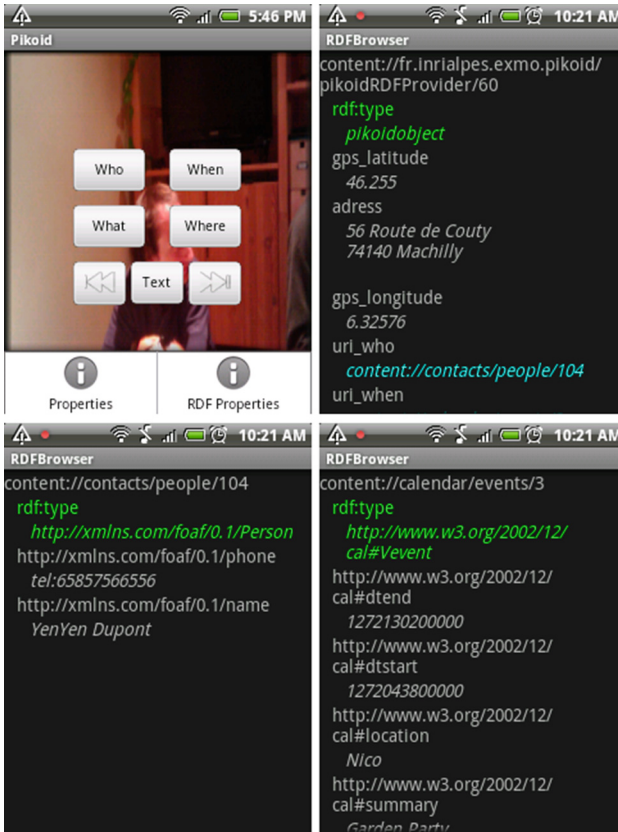 5:46 PM
Pikoid
Who
When
What
Where
Text
Properties
RDF Properties
10:21 AM
RDFBrowser
content://fr.inrialpes.exmo.pikoid/
pikoidRDFProvider/60
rdf:type
pikoidobject
gps_latitude
46.255
adress
56 Route de Couty
74140 Machilly
gps_longitude
6.32576
uri_who
content://contacts/people/104
uri_when
10:21 AM
RDFBrowser
content://contacts/people/104
rdf:type
http://xmlns.com/foaf/0.1/Person
http://xmlns.com/foaf/0.1/phone
tel:65857566556
http://xmlns.com/foaf/0.1/name
YenYen Dupont
10:21 AM
RDFBrowser
content://calendar/events/3
rdf:type
http://www.w3.org/2002/12/
cal#Vevent
http://www.w3.org/2002/12/
cal#dtend
1272130200000
http://www.w3.org/2002/12/
cal#dtstart
1272043800000
http://www.w3.org/2002/12/
cal#location
Nico
http://www.w3.org/2002/12/
cal#summary
Garden Party